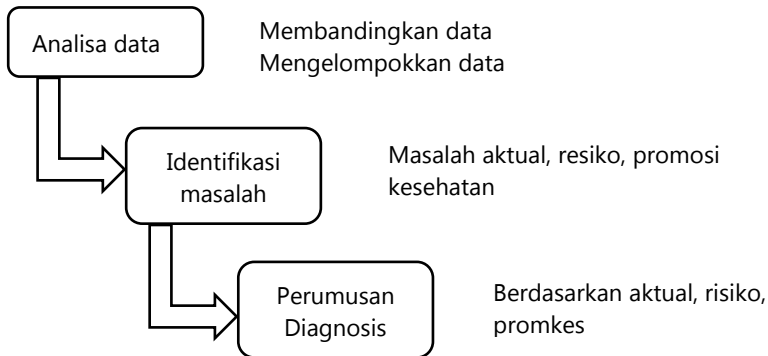 Analisa data
Membandingkan data
Mengelompokkan data
Identifikasi
masalah
Masalah aktual, resiko, promosi
kesehatan
Perumusan
Diagnosis
Berdasarkan aktual, risiko,
promkes